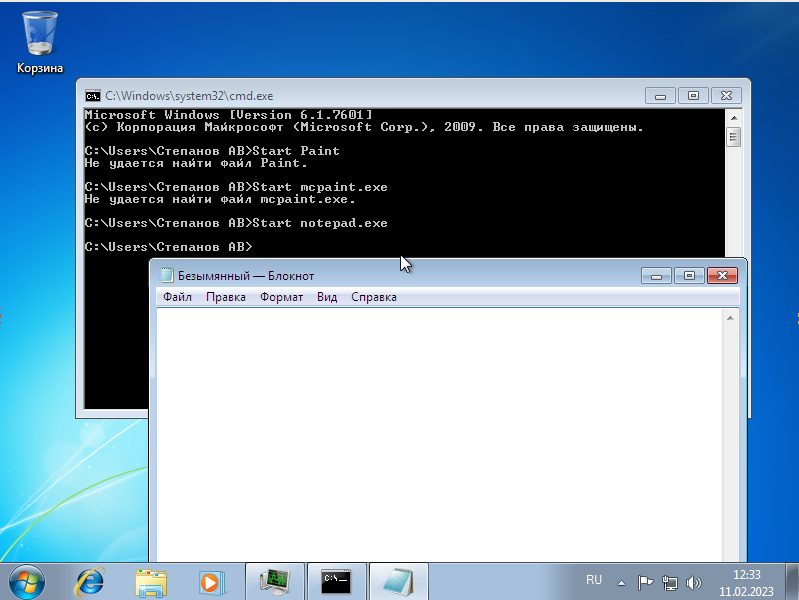 Корзина
C:\Windows\system32\cmd.exe
Microsoft Windows [Version 6.1.7601]
(c) Корпорация Майкрософт (Microsoft Corp.), 2009. Все права защищены.
C:\Users\Степанов АВ>Start Paint
Не удается найти файл Paint.
C:\Users\Степанов АВ>Start mcpaint.exe
Не удается найти файл mcpaint.exe.
C:\Users\Степанов АВ>Start notepad.exe
C:\Users\Степанов АВ>
Безымянный — Блокнот
Файл Правка Формат Вид Справка
RU
12:33
11.02.2023